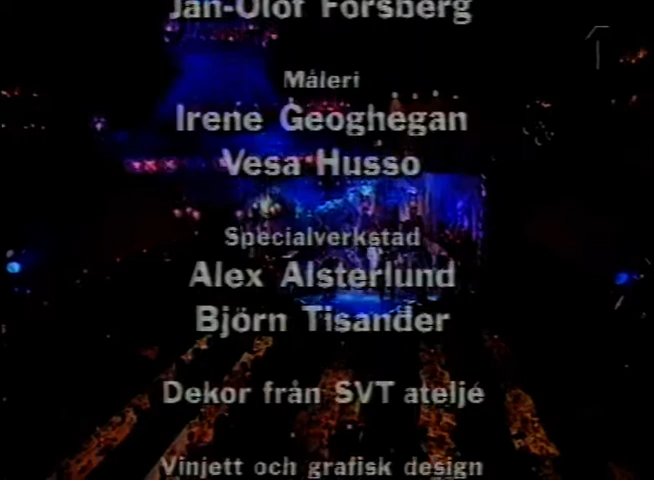 Jan-Olof Forsberg
Måleri
Irene Geoghegan
Vesa Husso
Specialverkstad
Alex Alsterlund
Björn Tisander
Dekor från SVT ateljé
Vinjett och grafisk design
1